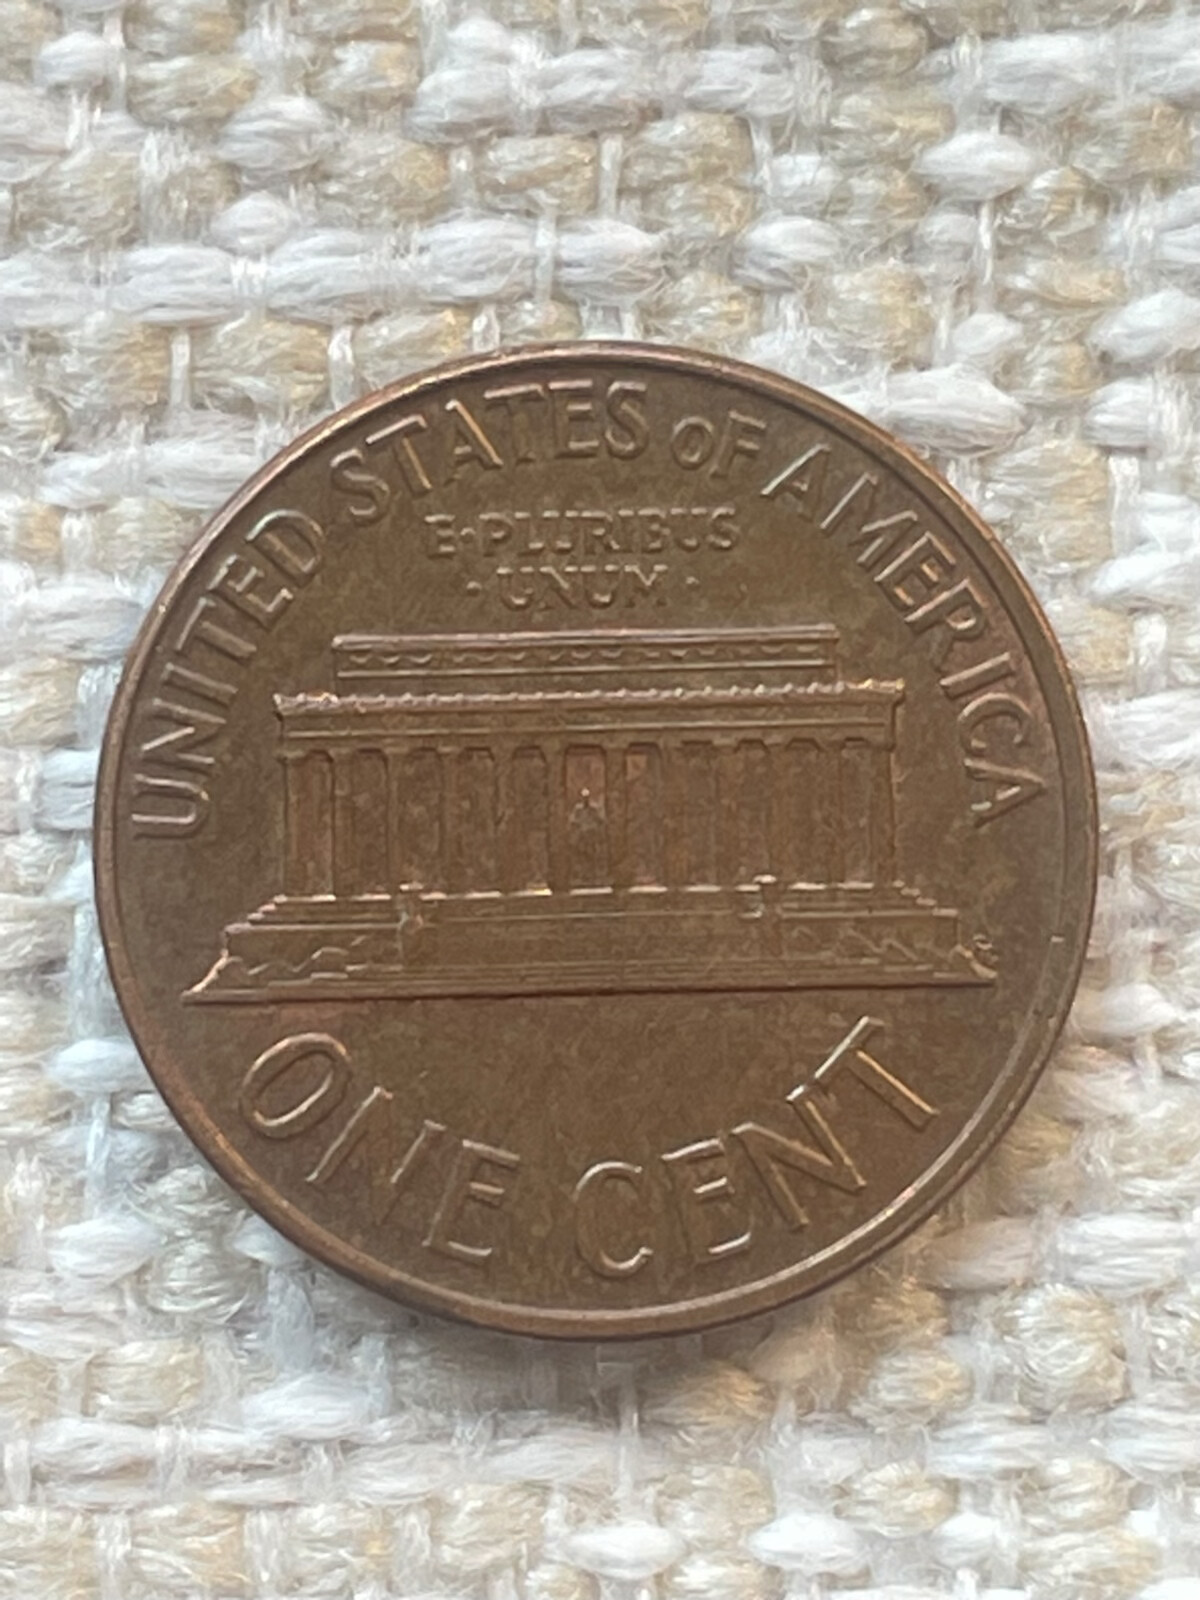 UNITED STATES OF AMERICA
E·PLURIBUS
·UNUM·
ONE CENT